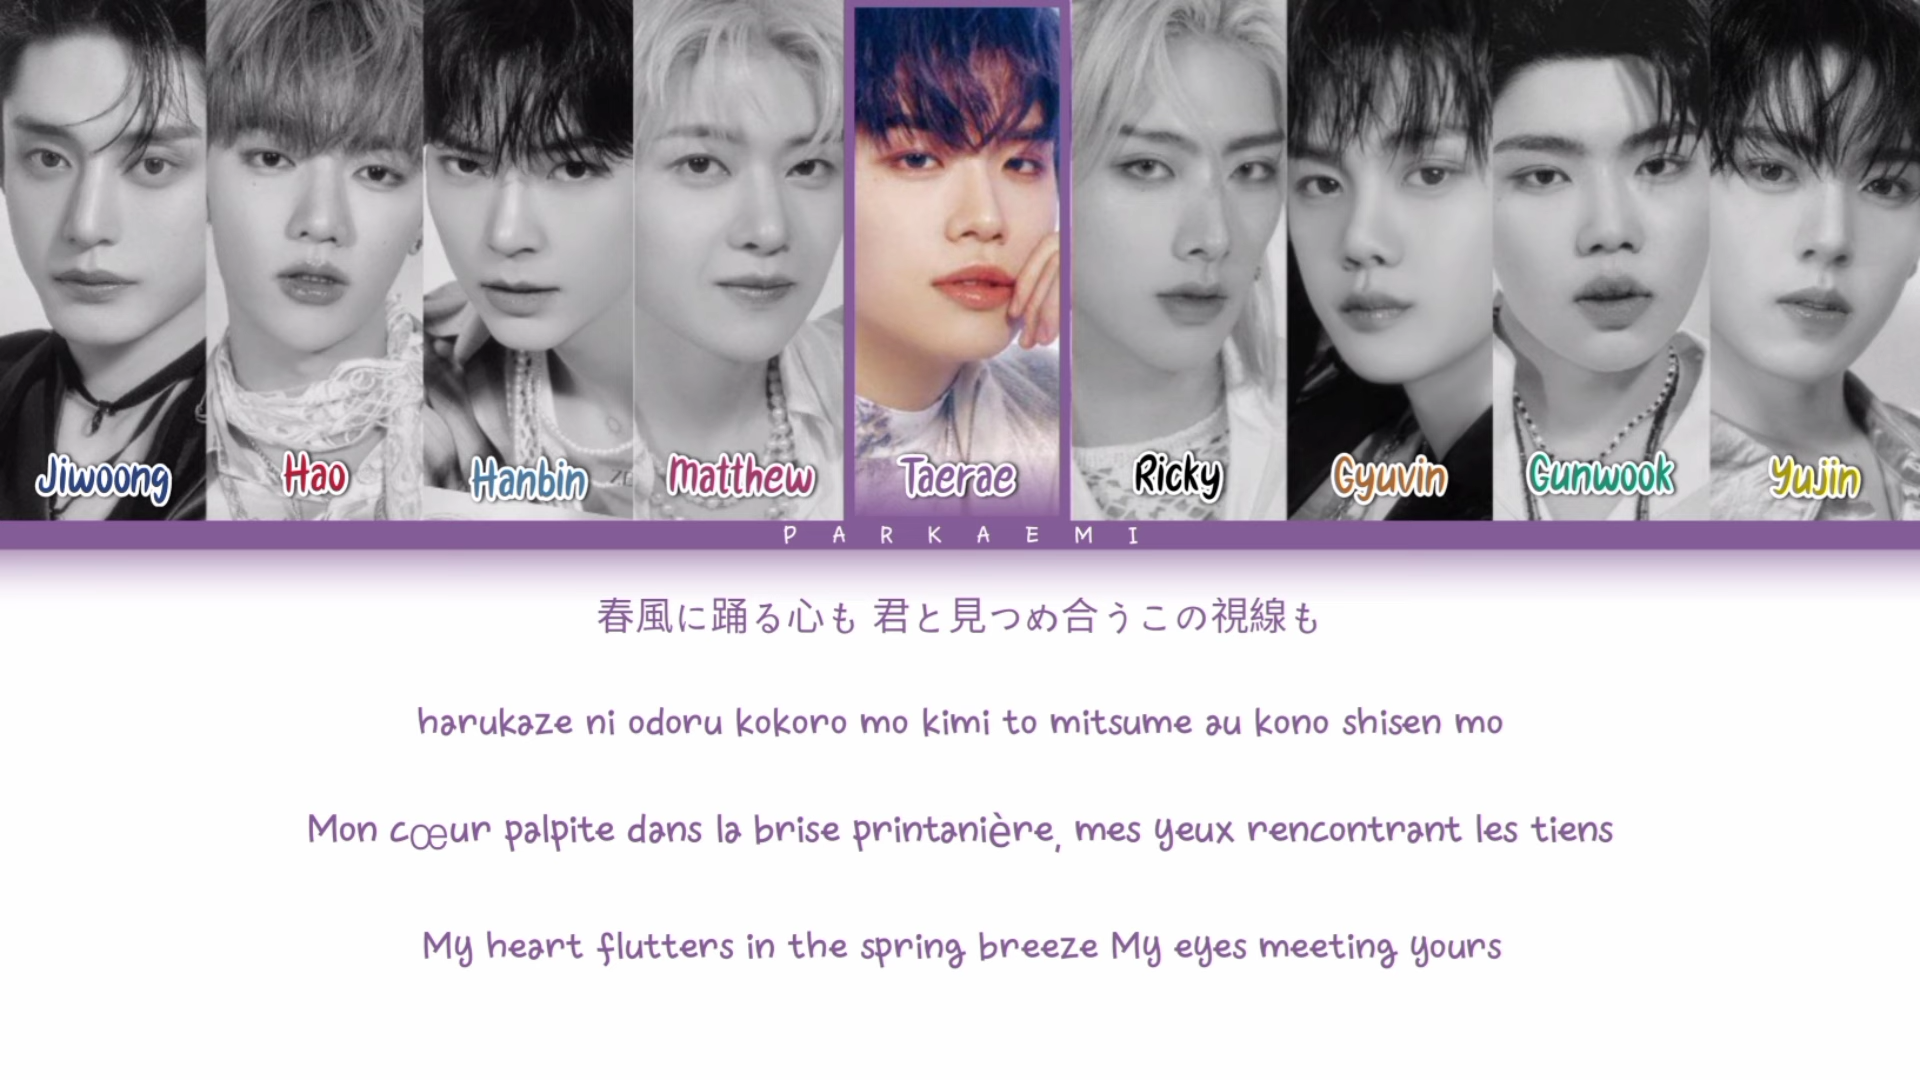 Jiwoong Hao Hanbin Matthew Taerae Ricky Gyuvin Gunwook Yujin
PARKAEMI
春風に踊る心も 君と見つめ合うこの視線も
harukaze ni odoru kokoro mo kimi to mitsume au kono shisen mo
Mon cœur palpite dans la brise printanière, mes yeux rencontrant les tiens
My heart flutters in the spring breeze My eyes meeting yours